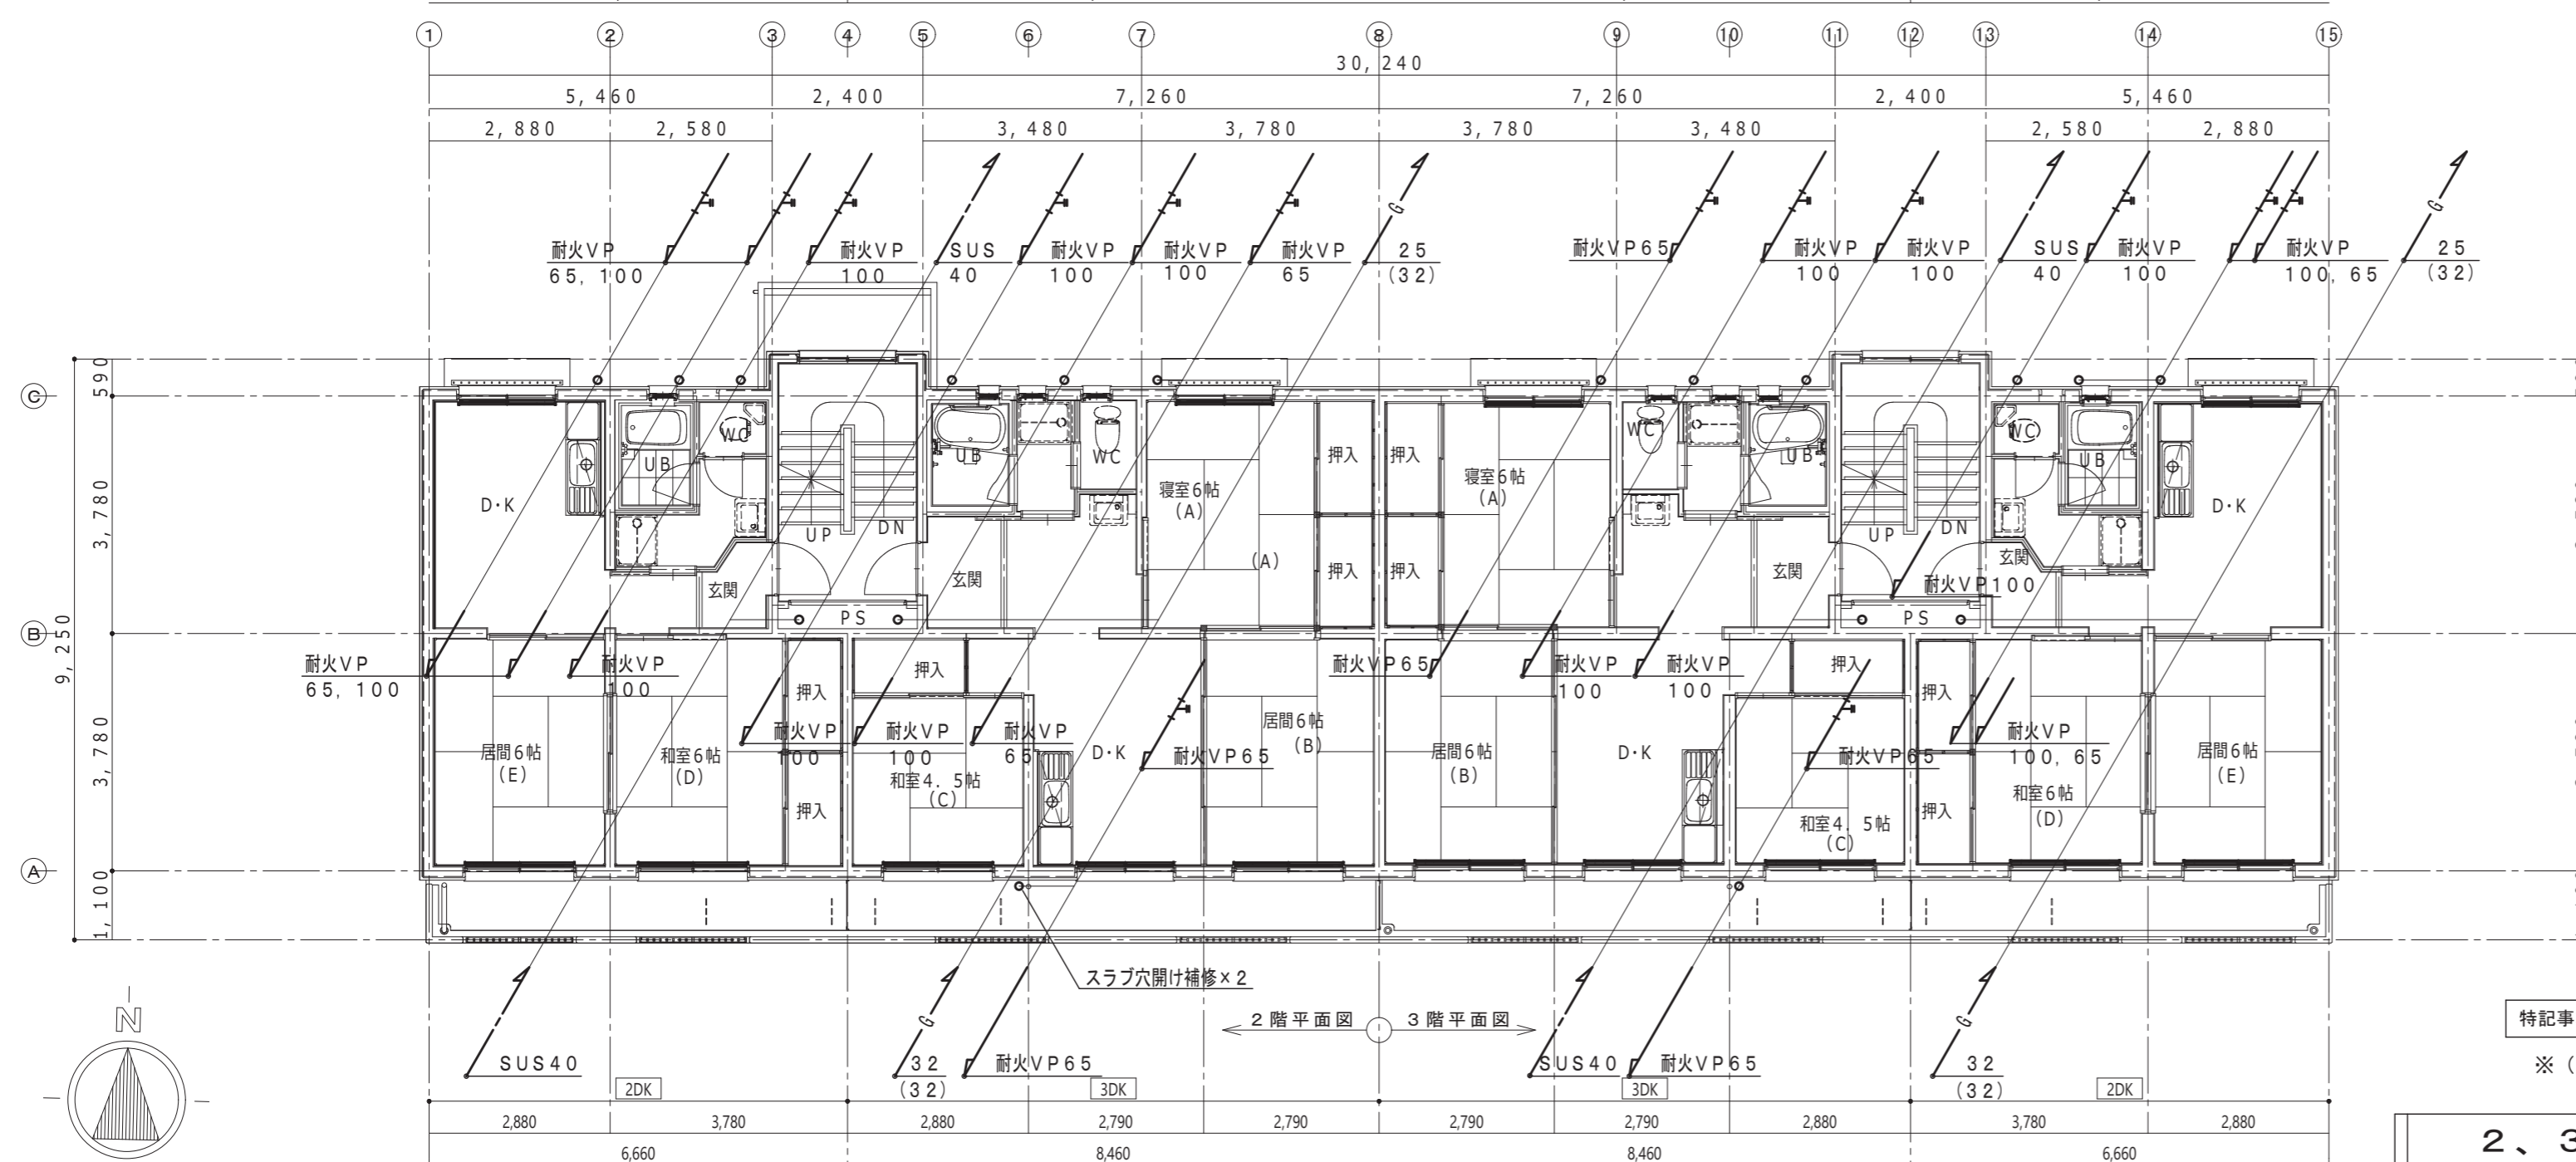 ① ② ③ ④ ⑤ ⑥ ⑦ ⑧ ⑨ ⑩ ⑪ ⑫ ⑬ ⑭ ⑮
30,240
5,460 2,400 7,260 7,260 2,400 5,460
2,880 2,580 3,480 3,780 3,780 3,480 2,580 2,880
耐火VP
65, 100
耐火VP
100
SUS
40
耐火VP
100
耐火VP
100
耐火VP
65
G
25
(32)
耐火VP65
耐火VP
100
耐火VP
100
SUS
40
耐火VP
100
耐火VP
100, 65
G
25
(32)
Ⓒ
Ⓑ
Ⓐ
590
3,780
3,780
1,100
9,250
D・K
UB
WC
玄関
UP
DN
PS
UB
WC
玄関
寝室6帖
(A)
(A)
押入
押入
押入
押入
寝室6帖
(A)
WC
UB
玄関
UP
DN
PS
耐火VP100
WC
UB
玄関
D・K
耐火VP
65, 100
耐火VP
100
居間6帖
(E)
和室6帖
(D)
押入
押入
耐火VP
100
押入
耐火VP
100
和室4.5帖
(C)
耐火VP
65
D・K
耐火VP65
居間6帖
(B)
耐火VP65
居間6帖
(B)
耐火VP
100
D・K
耐火VP
100
押入
耐火VP65
和室4.5帖
(C)
押入
押入
耐火VP
100, 65
和室6帖
(D)
居間6帖
(E)
スラブ穴開け補修×2
2階平面図 3階平面図
N
SUS40
G
32
(32)
耐火VP65
SUS40
耐火VP65
G
32
(32)
特記事
※(
2DK 3DK 3DK 2DK
2,880 3,780 2,880 2,790 2,790 2,790 2,790 2,880 3,780 2,880
6,660 8,460 8,460 6,660
2、3